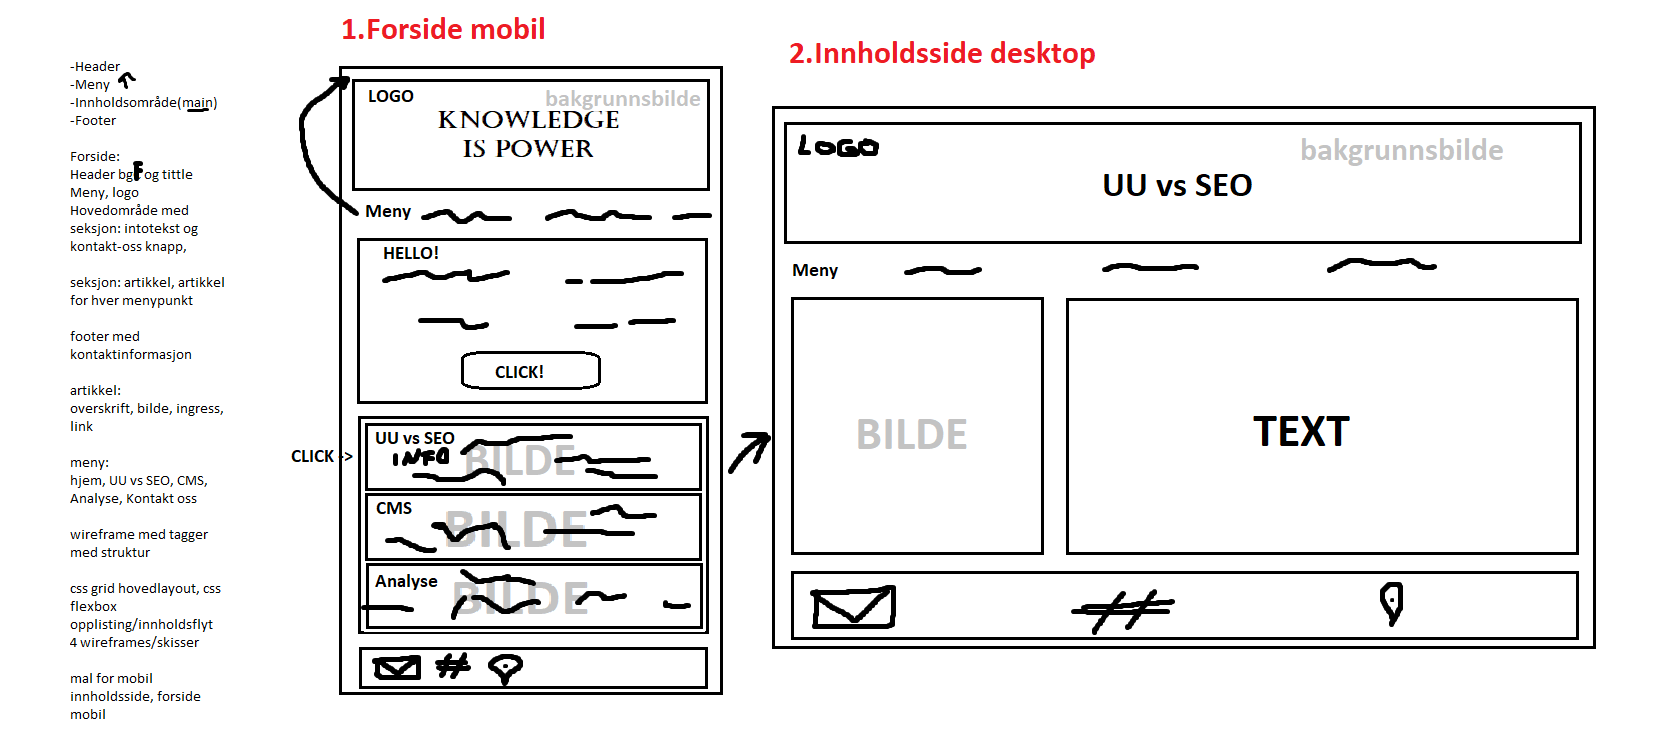 -Header
-Meny
-Innholdsområde(main)
-Footer
Forside:
Header bgF og tittle
Meny, logo
Hovedområde med
seksjon: intotekst og
kontakt-oss knapp,
seksjon: artikkel, artikkel
for hver menypunkt
footer med
kontaktinformasjon
artikkel:
overskrift, bilde, ingress,
link
meny:
hjem, UU vs SEO, CMS,
Analyse, Kontakt oss
wireframe med tagger
med struktur
css grid hovedlayout, css
flexbox
opplisting/innholdsflyt
4 wireframes/skisser
mal for mobil
innholdsside, forside
mobil
1.Forside mobil
LOGO
bakgrunnsbilde
KNOWLEDGE
IS POWER
Meny
HELLO!
CLICK!
CLICK ->
UU vs SEO
INFO
BILDE
CMS
BILDE
Analyse
BILDE
#
2.Innholdsside desktop
LOGO
bakgrunnsbilde
UU vs SEO
Meny
BILDE
TEXT
#